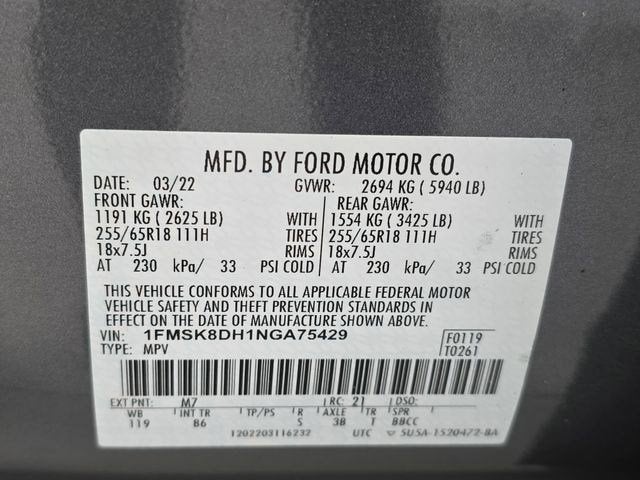 MFD. BY FORD MOTOR CO.
DATE: 03/22 GVWR: 2694 KG ( 5940 LB)
FRONT GAWR: REAR GAWR:
1191 KG ( 2625 LB) WITH 1554 KG ( 3425 LB) WITH
255/65R18 111H TIRES 255/65R18 111H TIRES
18x7.5J RIMS 18x7.5J RIMS
AT 230 kPa/ 33 PSI COLD AT 230 kPa/ 33 PSI COLD
THIS VEHICLE CONFORMS TO ALL APPLICABLE FEDERAL MOTOR
VEHICLE SAFETY AND THEFT PREVENTION STANDARDS IN
EFFECT ON THE DATE OF MANUFACTURE SHOWN ABOVE.
VIN: 1FMSK8DH1NGA75429 F0119
TYPE: MPV T0261
EXT PNT: M7 RC: 21 DSO:
WB INT TR TP/PS R AXLE TR SPR
119 B6 S 3B T BBCC
1202203116232 UTC 5U5A-1520472-BA